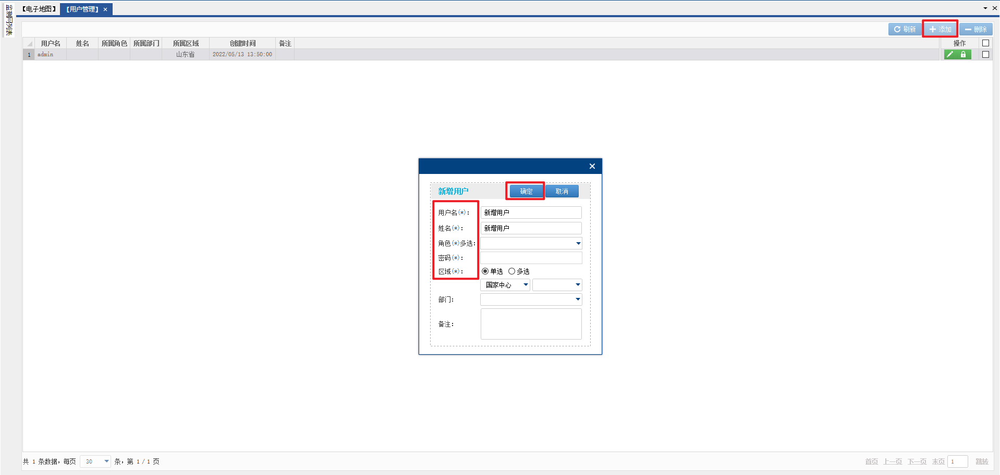 监测网列表
【电子地图】 【用户管理】 ×
刷新 添加 删除
用户名 姓名 所属角色 所属部门 所属区域 创建时间 备注 操作
1 admin 山东省 2022/05/13 13:50:00
新增用户 确定 取消
用户名(*)： 新增用户
姓名(*)： 新增用户
角色(*)多选：
密码(*)：
区域(*)： 单选 多选
国家中心
部门：
备注：
共 1 条数据，每页 30 条，第 1 / 1 页 首页 上一页 下一页 末页 1 跳转